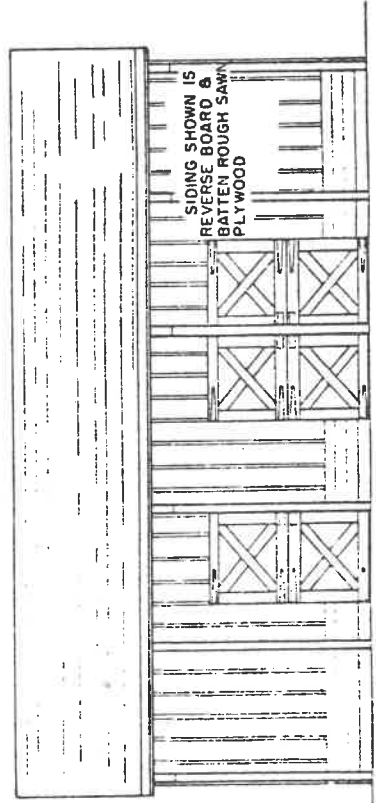 SIDING SHOWN IS
REVERSE BOARD &
BATTEN ROUGH SAWN
PLYWOOD